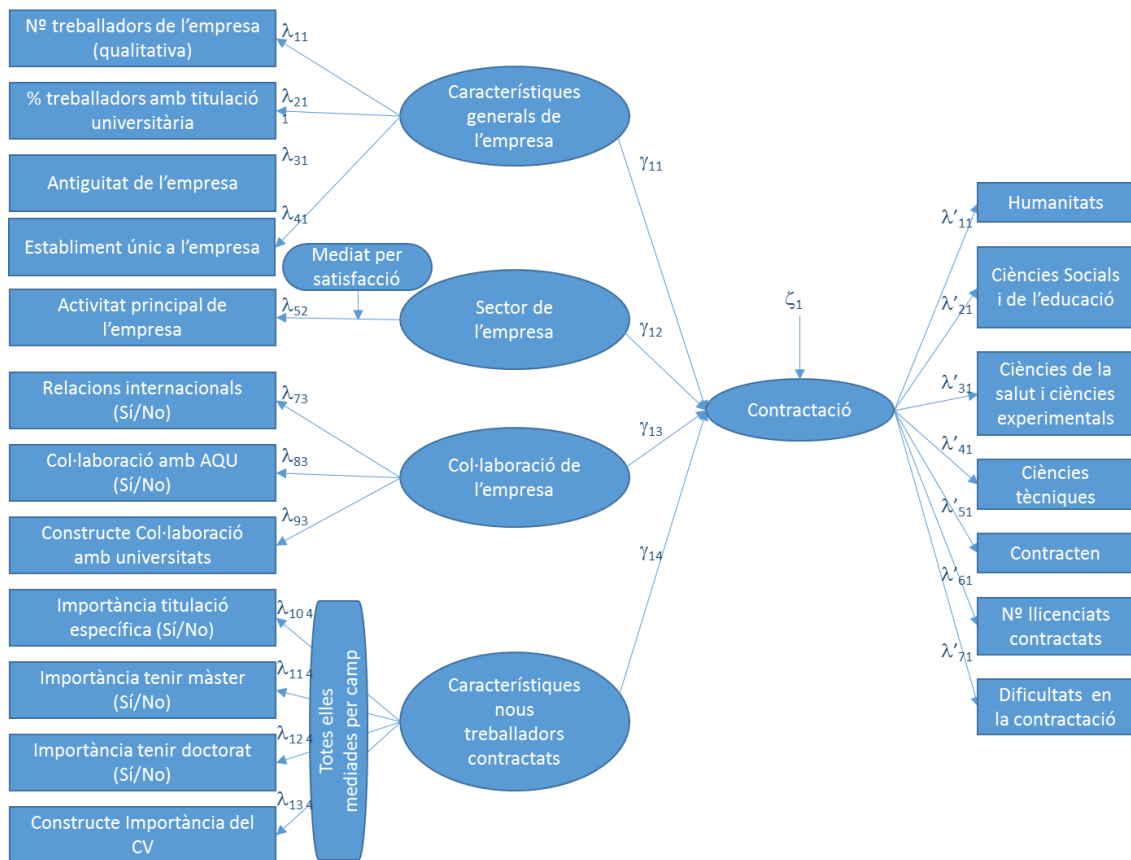 Nº treballadors de l'empresa
(qualitativa)
% treballadors amb titulació
universitària
Antiguitat de l'empresa
Establiment únic a l'empresa
Activitat principal de
l'empresa
Relacions internacionals
(Sí/No)
Col·laboració amb AQU
(Sí/No)
Constructe Col·laboració
amb universitats
Importància titulació
específica (Sí/No)
Importància tenir màster
(Sí/No)
Importància tenir doctorat
(Sí/No)
Constructe Importància del
CV
λ11
λ21
1
λ31
λ41
λ52
λ73
λ83
λ93
λ10 4
λ11 4
λ12 4
λ13 4
Mediat per
satisfacció
Totes elles
mediades per camp
Característiques
generals de
l'empresa
Sector de
l'empresa
Col·laboració de
l'empresa
Característiques
nous
treballadors
contractats
γ11
γ12
γ13
γ14
ζ1
Contractació
λ'11
λ'21
λ'31
λ'41
λ'51
λ'61
λ'71
Humanitats
Ciències Socials
i de l'educació
Ciències de la
salut i ciències
experimentals
Ciències
tècniques
Contracten
Nº llicenciats
contractats
Dificultats en
la contractació